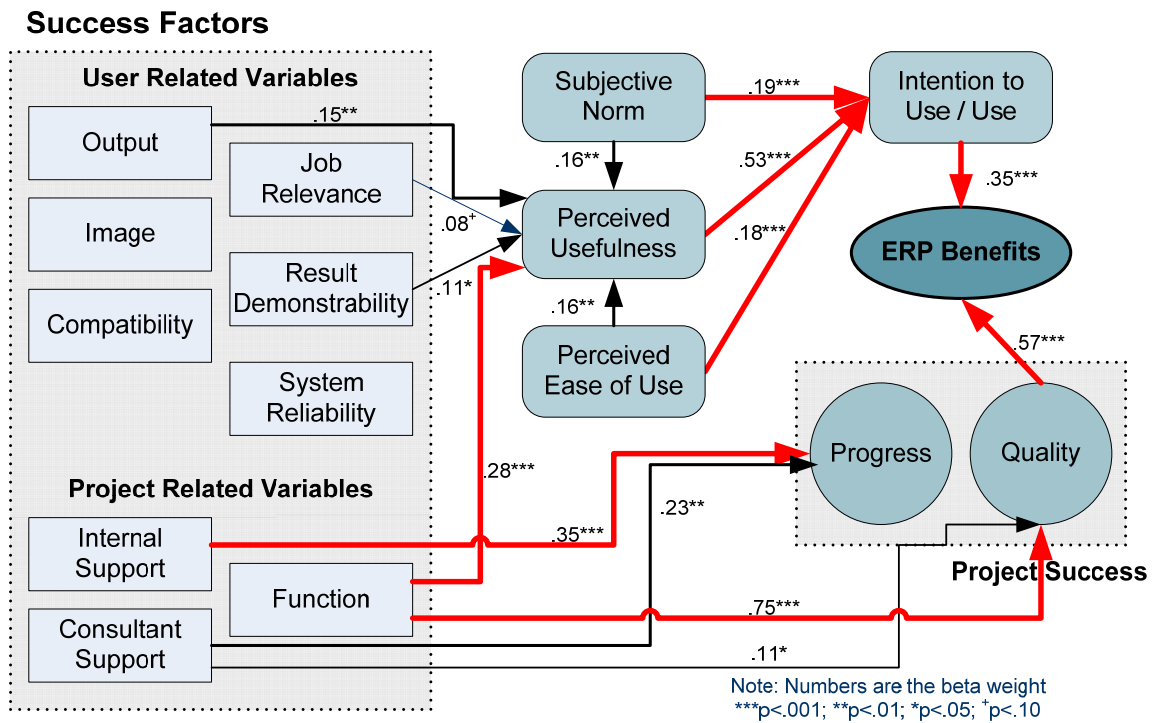 Success Factors
User Related Variables
Output
Job
Relevance
Image
Result
Demonstrability
Compatibility
System
Reliability
Project Related Variables
Internal
Support
Function
Consultant
Support
.15**
.08+
.11*
.28***
.35***
.23**
.75***
.11*
Subjective
Norm
.16**
Perceived
Usefulness
.16**
Perceived
Ease of Use
.19***
.53***
.18***
Intention to
Use / Use
.35***
ERP Benefits
.57***
Progress
Quality
Project Success
Note: Numbers are the beta weight
***p<.001; **p<.01; *p<.05; +p<.10